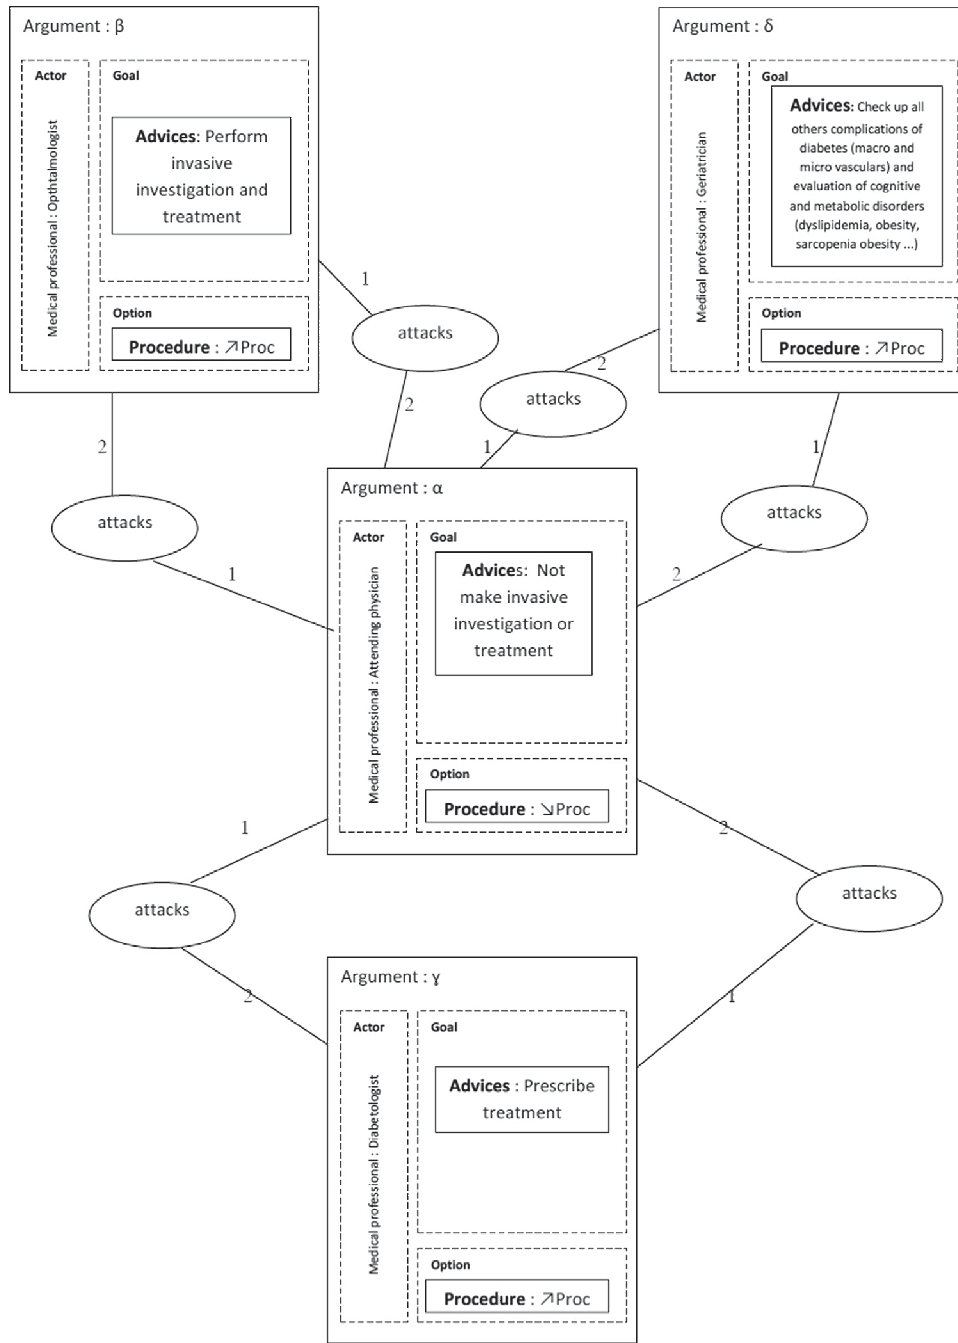 Argument : β
Actor
Medical professional : Opthtalmologist
Goal
Advices: Perform
invasive
investigation and
treatment
Option
Procedure : ↗Proc
Argument : δ
Actor
Medical professional : Geriatrician
Goal
Advices: Check up all
others complications of
diabetes (macro and
micro vasculars) and
evaluation of cognitive
and metabolic disorders
(dyslipidemia, obesity,
sarcopenia obesity ...)
Option
Procedure : ↗Proc
1
attacks
2
2
attacks
1
2
attacks
1
1
attacks
2
Argument : α
Actor
Medical professional : Attending physician
Goal
Advices: Not
make invasive
investigation or
treatment
Option
Procedure : ↘Proc
1
attacks
2
2
attacks
1
Argument : ɣ
Actor
Medical professional : Diabetologist
Goal
Advices : Prescribe
treatment
Option
Procedure : ↗Proc